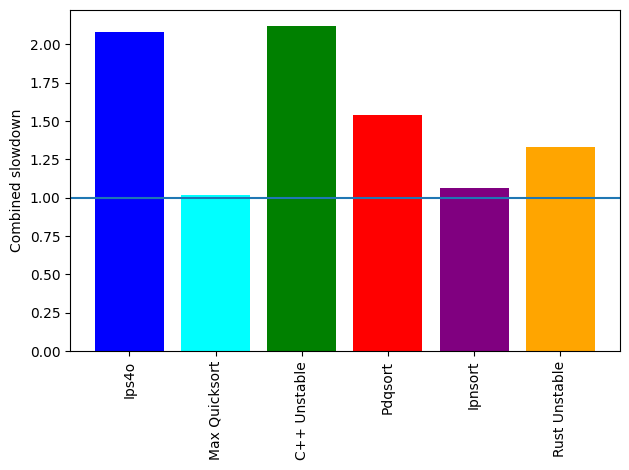 Combined slowdown
2.00
1.75
1.50
1.25
1.00
0.75
0.50
0.25
0.00
Ips4o
Max Quicksort
C++ Unstable
Pdqsort
Ipnsort
Rust Unstable